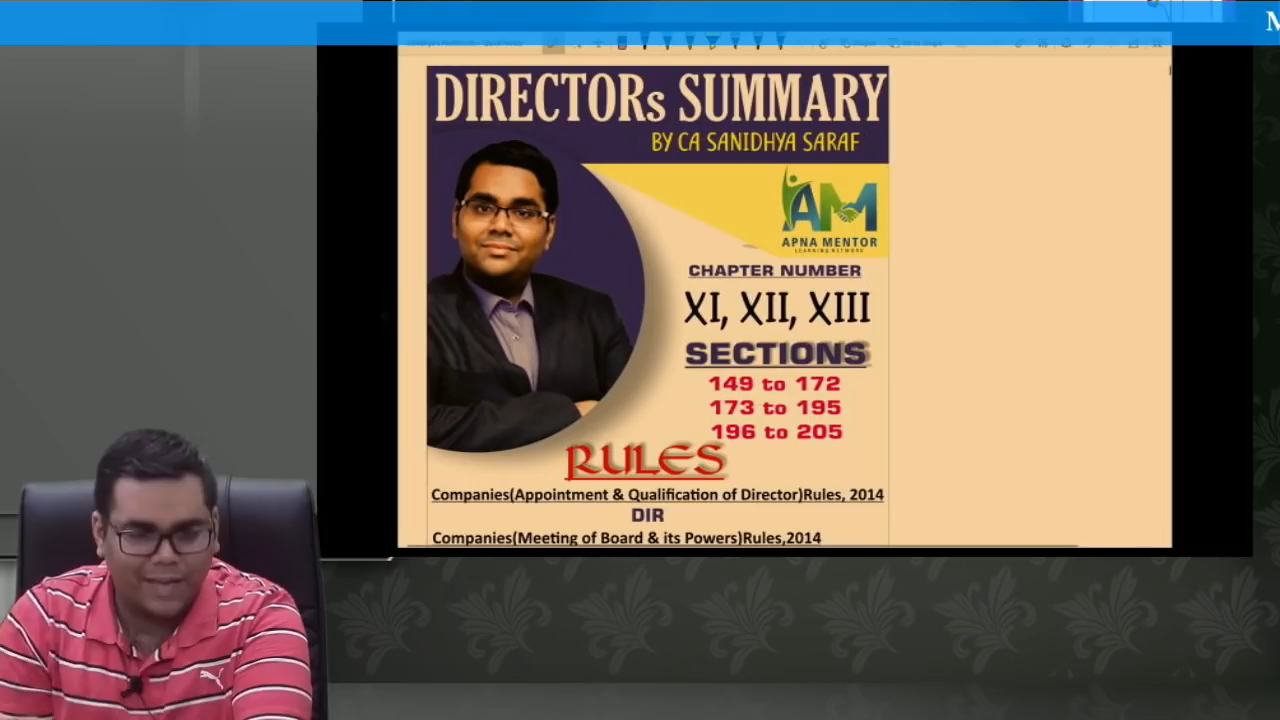 M
DIRECTORs SUMMARY
BY CA SANIDHYA SARAF
AM
APNA MENTOR
LEARNING NETWORK
CHAPTER NUMBER
XI, XII, XIII
SECTIONS
149 to 172
173 to 195
196 to 205
RULES
Companies(Appointment & Qualification of Director)Rules, 2014
DIR
Companies(Meeting of Board & its Powers)Rules,2014